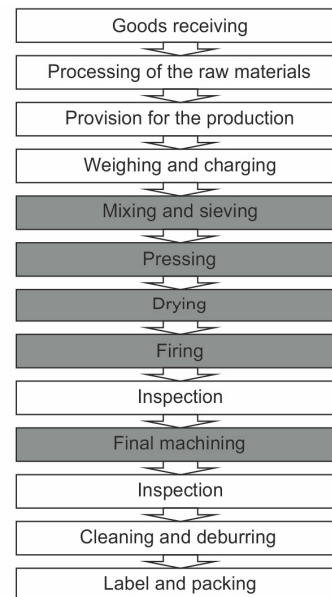 Goods receiving
Processing of the raw materials
Provision for the production
Weighing and charging
Mixing and sieving
Pressing
Drying
Firing
Inspection
Final machining
Inspection
Cleaning and deburring
Label and packing